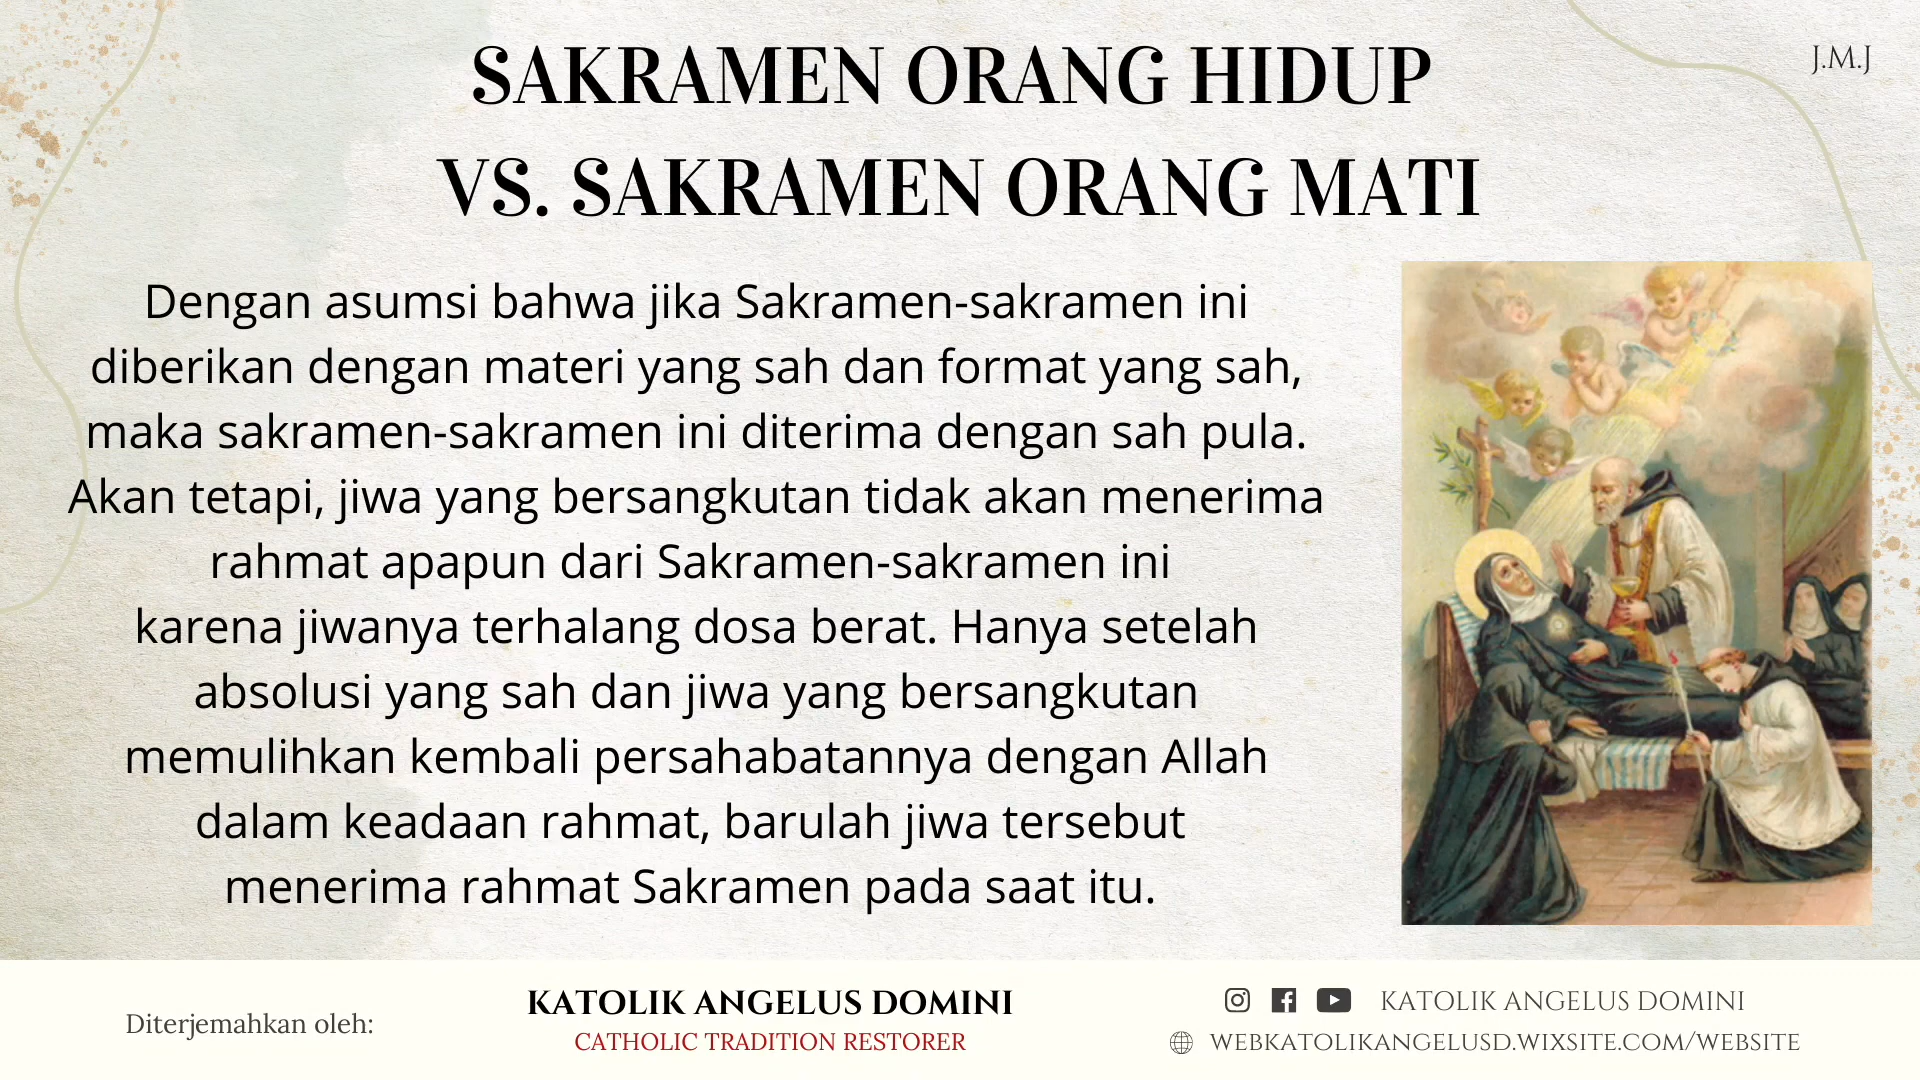 SAKRAMEN ORANG HIDUP
VS. SAKRAMEN ORANG MATI
J.M.J
Dengan asumsi bahwa jika Sakramen-sakramen ini
diberikan dengan materi yang sah dan format yang sah,
maka sakramen-sakramen ini diterima dengan sah pula.
Akan tetapi, jiwa yang bersangkutan tidak akan menerima
rahmat apapun dari Sakramen-sakramen ini
karena jiwanya terhalang dosa berat. Hanya setelah
absolusi yang sah dan jiwa yang bersangkutan
memulihkan kembali persahabatannya dengan Allah
dalam keadaan rahmat, barulah jiwa tersebut
menerima rahmat Sakramen pada saat itu.
Diterjemahkan oleh:
KATOLIK ANGELUS DOMINI
CATHOLIC TRADITION RESTORER
KATOLIK ANGELUS DOMINI
WEBKATOLIKANGELUSD.WIXSITE.COM/WEBSITE